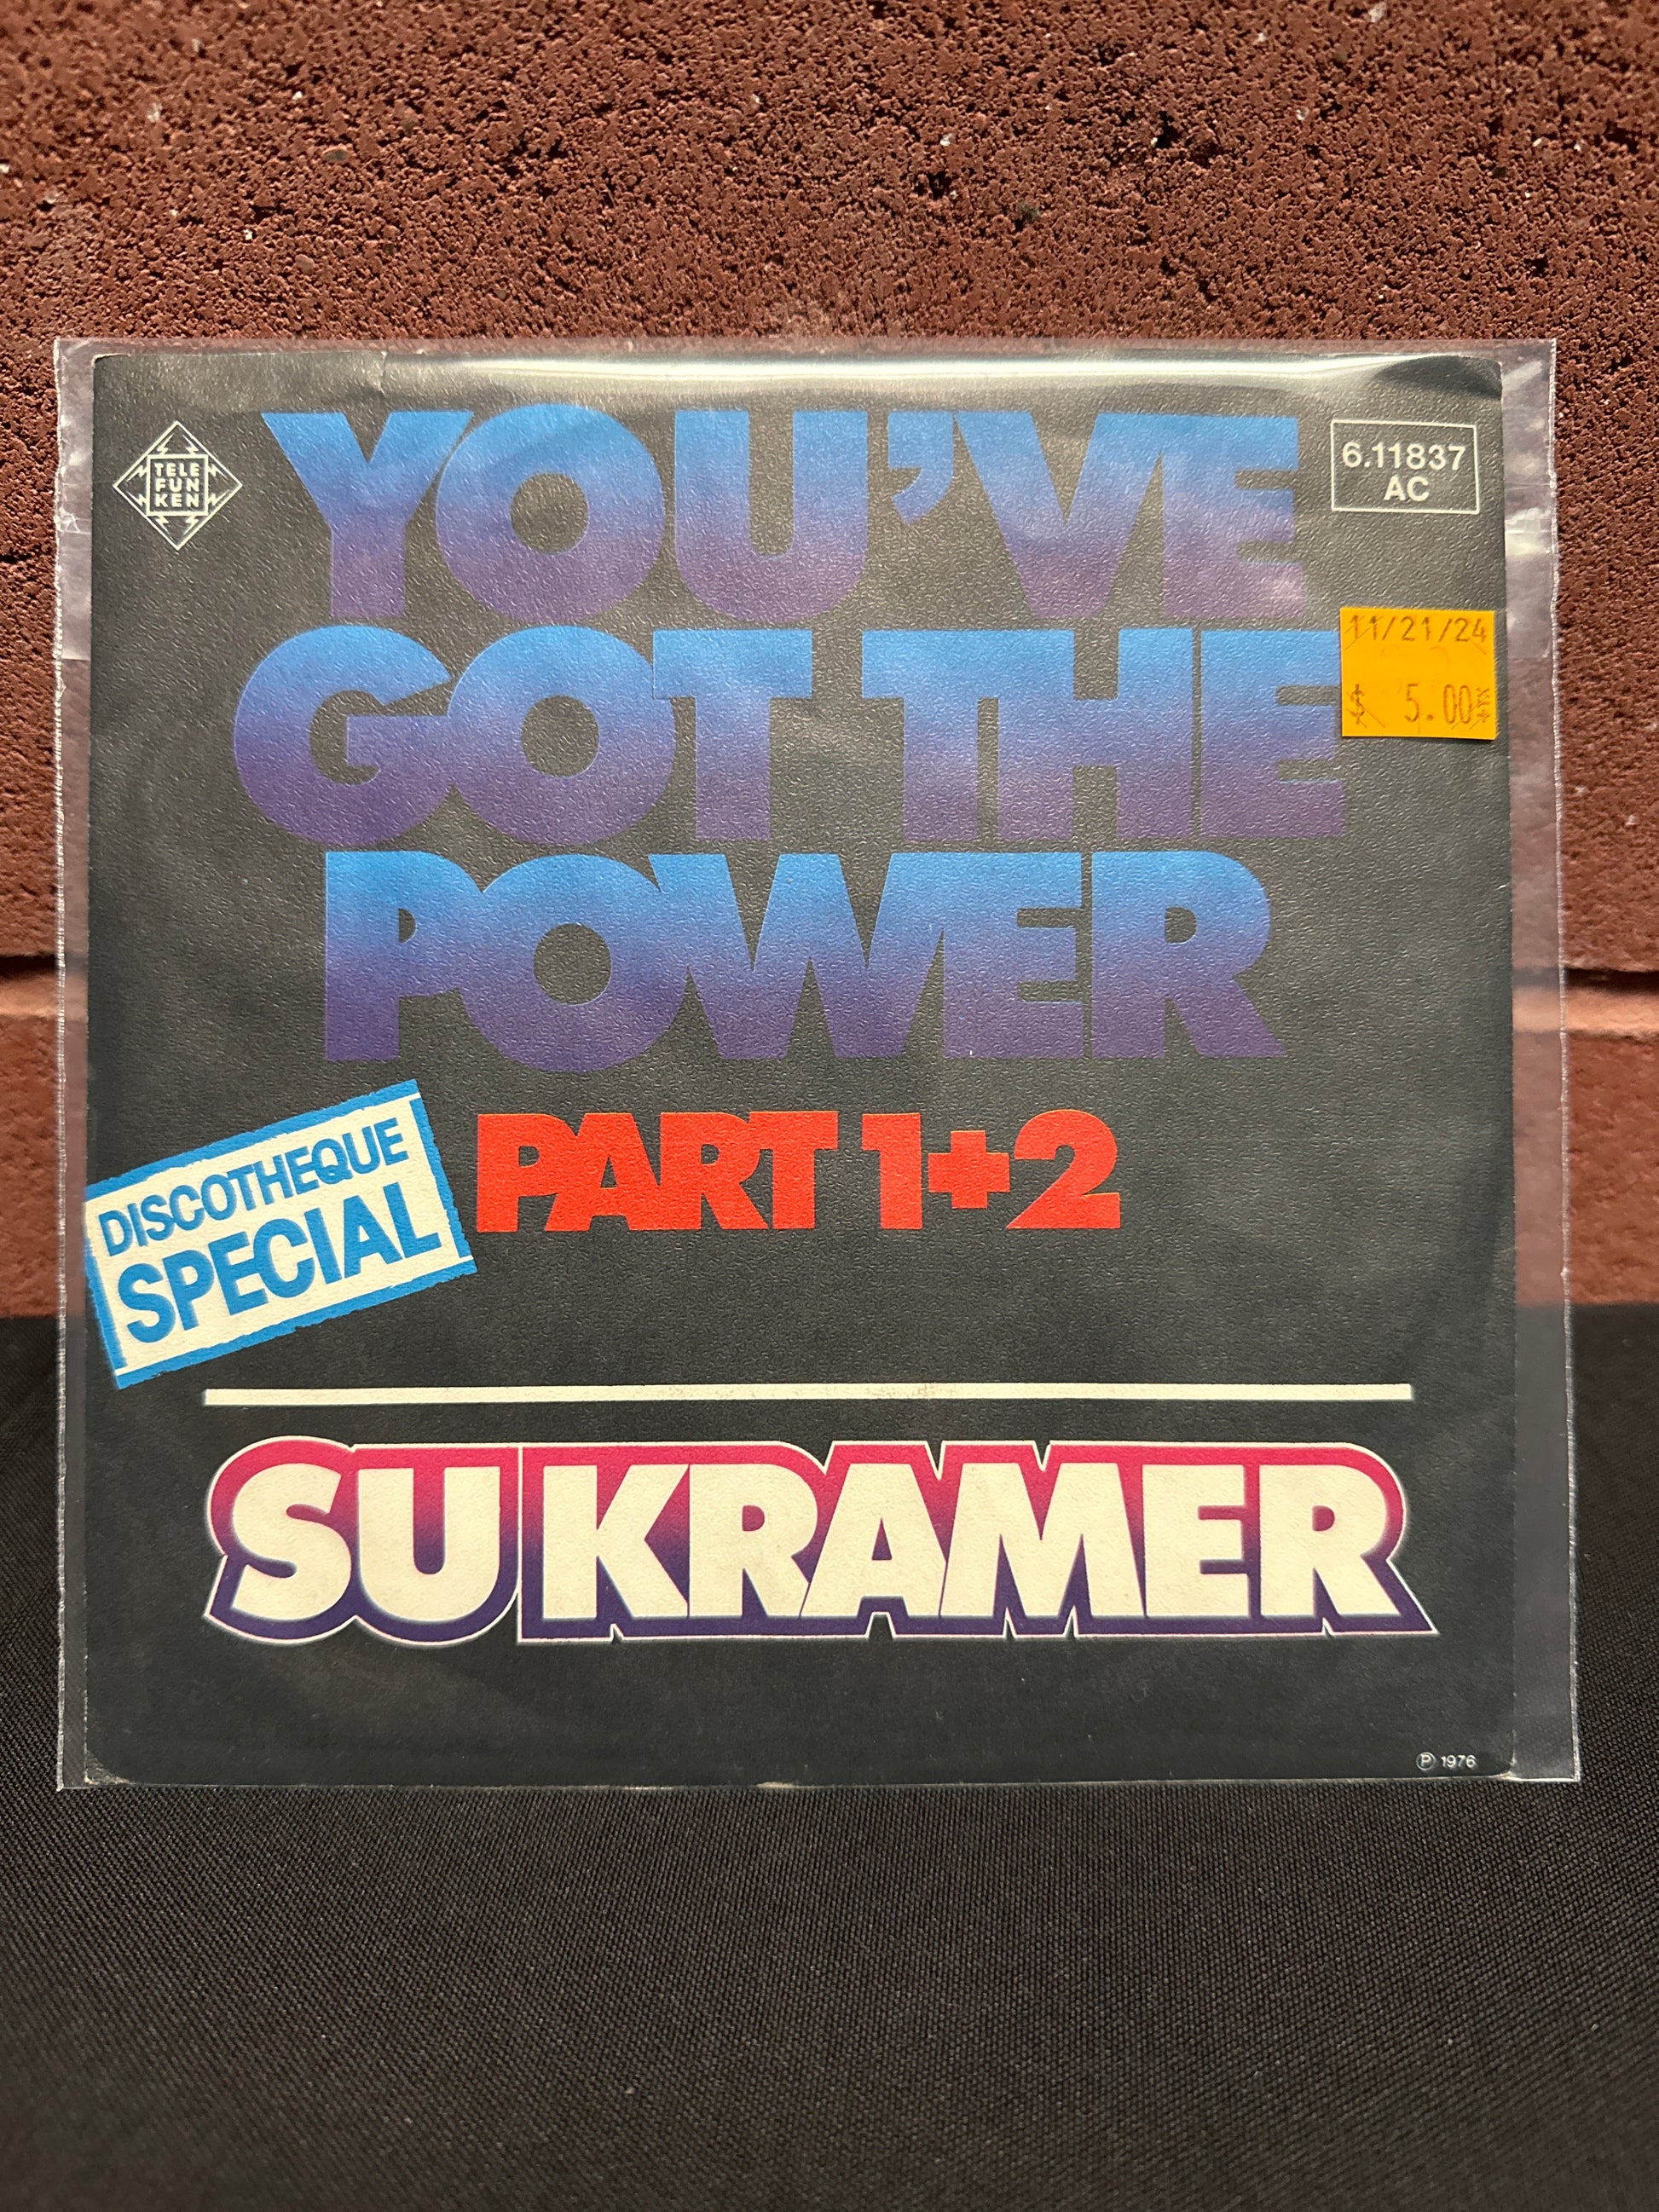 TELE
FUN
KEN
YOU'VE
6.11837
AC
GOT THE
11/21/24
$ 5.00
POWER
PART 1+2
DISCOTHEQUE
SPECIAL
SU KRAMER
℗ 1976